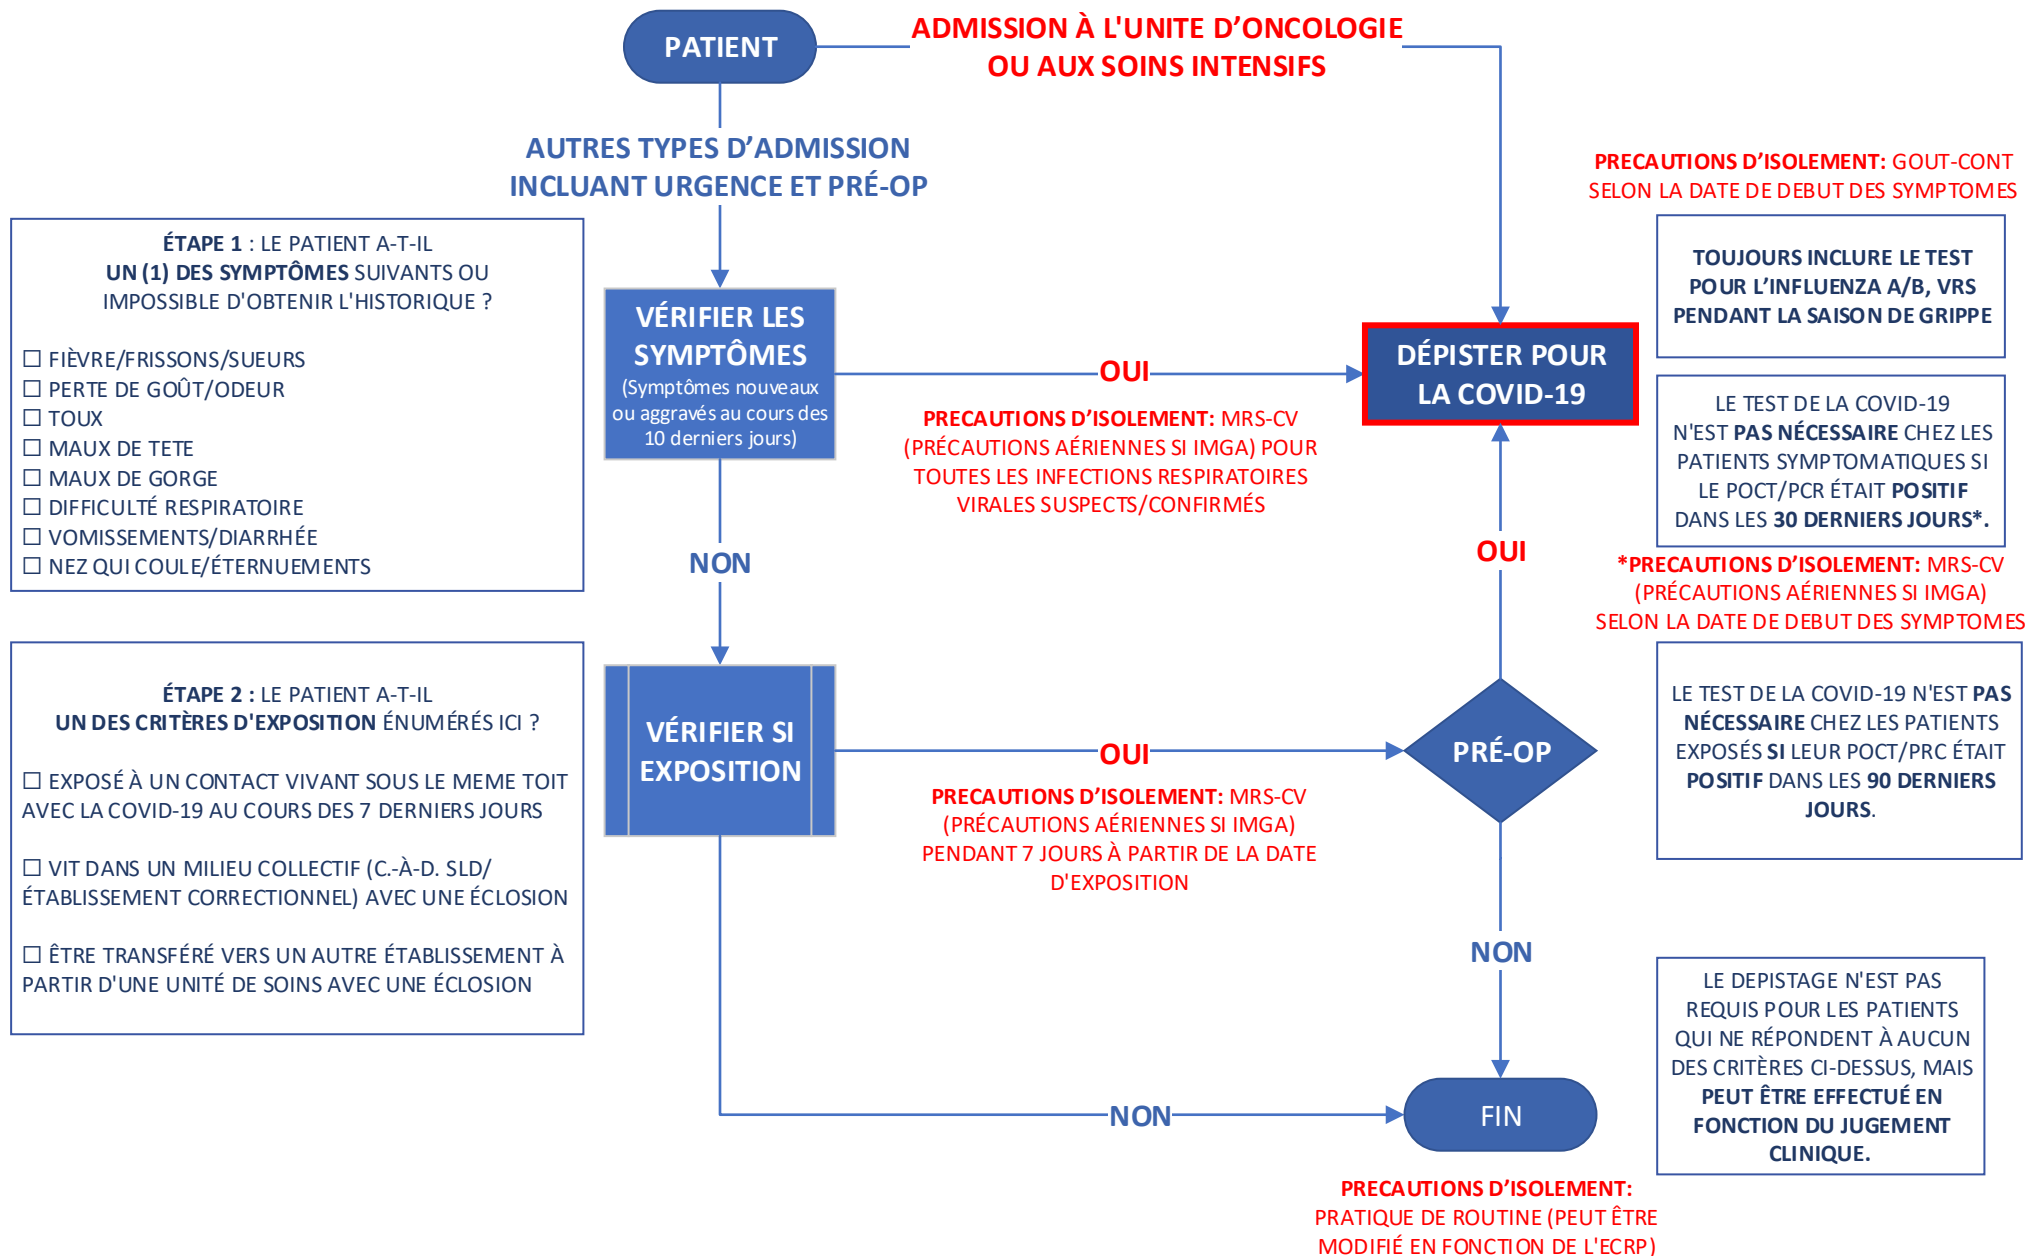 PATIENT
ADMISSION À L'UNITE D’ONCOLOGIE
OU AUX SOINS INTENSIFS
AUTRES TYPES D’ADMISSION
INCLUANT URGENCE ET PRÉ-OP
PRECAUTIONS D’ISOLEMENT: GOUT-CONT
SELON LA DATE DE DEBUT DES SYMPTOMES
ÉTAPE 1 : LE PATIENT A-T-IL
UN (1) DES SYMPTÔMES SUIVANTS OU
IMPOSSIBLE D'OBTENIR L'HISTORIQUE ?
☐ FIÈVRE/FRISSONS/SUEURS
☐ PERTE DE GOÛT/ODEUR
☐ TOUX
☐ MAUX DE TETE
☐ MAUX DE GORGE
☐ DIFFICULTÉ RESPIRATOIRE
☐ VOMISSEMENTS/DIARRHÉE
☐ NEZ QUI COULE/ÉTERNUEMENTS
VÉRIFIER LES
SYMPTÔMES
(Symptômes nouveaux
ou aggravés au cours des
10 derniers jours)
OUI
PRECAUTIONS D’ISOLEMENT: MRS-CV
(PRÉCAUTIONS AÉRIENNES SI IMGA) POUR
TOUTES LES INFECTIONS RESPIRATOIRES
VIRALES SUSPECTS/CONFIRMÉS
DÉPISTER POUR
LA COVID-19
TOUJOURS INCLURE LE TEST
POUR L’INFLUENZA A/B, VRS
PENDANT LA SAISON DE GRIPPE
LE TEST DE LA COVID-19
N'EST PAS NÉCESSAIRE CHEZ LES
PATIENTS SYMPTOMATIQUES SI
LE POCT/PCR ÉTAIT POSITIF
DANS LES 30 DERNIERS JOURS*.
NON
OUI
*PRECAUTIONS D’ISOLEMENT: MRS-CV
(PRÉCAUTIONS AÉRIENNES SI IMGA)
SELON LA DATE DE DEBUT DES SYMPTOMES
ÉTAPE 2 : LE PATIENT A-T-IL
UN DES CRITÈRES D'EXPOSITION ÉNUMÉRÉS ICI ?
☐ EXPOSÉ À UN CONTACT VIVANT SOUS LE MEME TOIT
AVEC LA COVID-19 AU COURS DES 7 DERNIERS JOURS
☐ VIT DANS UN MILIEU COLLECTIF (C.-À-D. SLD/
ÉTABLISSEMENT CORRECTIONNEL) AVEC UNE ÉCLOSION
☐ ÊTRE TRANSFÉRÉ VERS UN AUTRE ÉTABLISSEMENT À
PARTIR D'UNE UNITÉ DE SOINS AVEC UNE ÉCLOSION
VÉRIFIER SI
EXPOSITION
OUI
PRECAUTIONS D’ISOLEMENT: MRS-CV
(PRÉCAUTIONS AÉRIENNES SI IMGA)
PENDANT 7 JOURS À PARTIR DE LA DATE
D'EXPOSITION
PRÉ-OP
LE TEST DE LA COVID-19 N'EST PAS
NÉCESSAIRE CHEZ LES PATIENTS
EXPOSÉS SI LEUR POCT/PRC ÉTAIT
POSITIF DANS LES 90 DERNIERS
JOURS.
NON
NON
FIN
LE DEPISTAGE N'EST PAS
REQUIS POUR LES PATIENTS
QUI NE RÉPONDENT À AUCUN
DES CRITÈRES CI-DESSUS, MAIS
PEUT ÊTRE EFFECTUÉ EN
FONCTION DU JUGEMENT
CLINIQUE.
PRECAUTIONS D’ISOLEMENT:
PRATIQUE DE ROUTINE (PEUT ÊTRE
MODIFIÉ EN FONCTION DE L'ECRP)